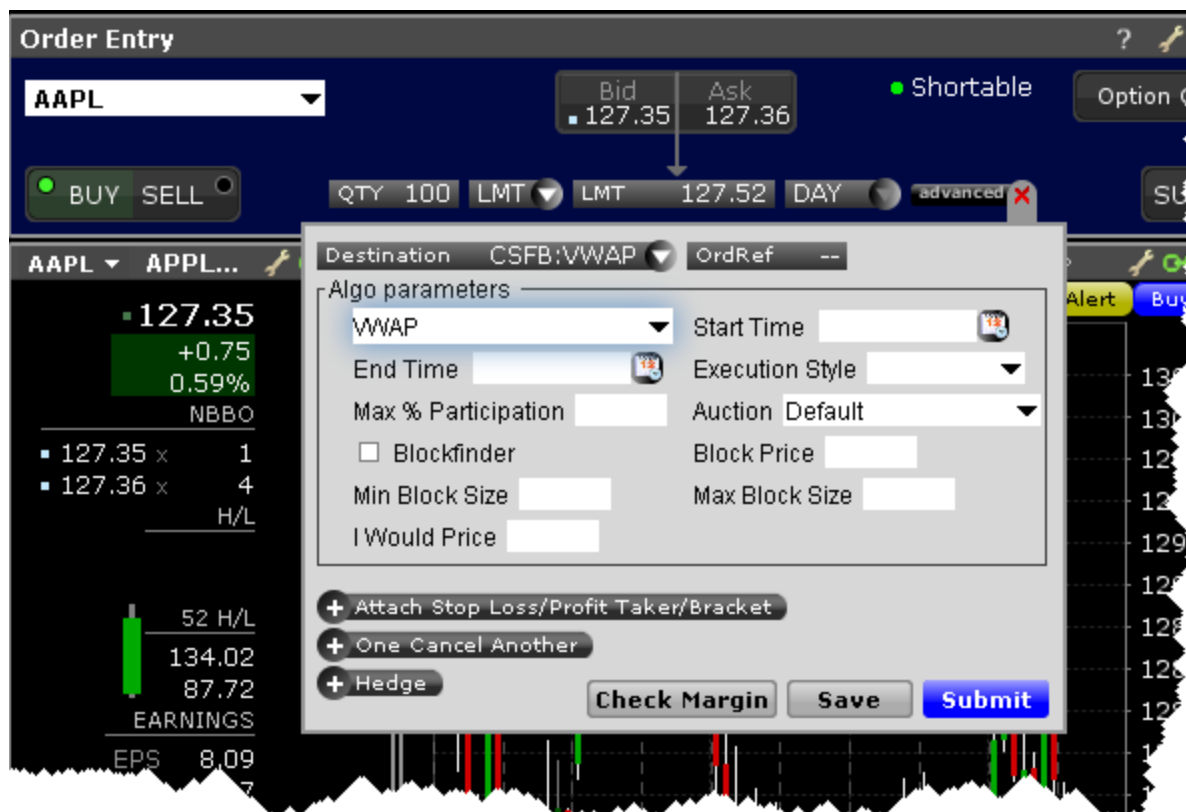 Order Entry ?
AAPL
Bid Ask
127.35 127.36
Shortable
Option
BUY SELL
QTY 100 LMT LMT 127.52 DAY advanced
AAPL APPL...
Alert Buy
Destination CSFB:VWAP OrdRef --
Algo parameters
VWAP Start Time
End Time Execution Style
Max % Participation Auction Default
Blockfinder Block Price
Min Block Size Max Block Size
I Would Price
127.35
+0.75
0.59%
NBBO
127.35 x 1
127.36 x 4
H/L
52 H/L
134.02
87.72
EARNINGS
EPS 8.09
Attach Stop Loss/Profit Taker/Bracket
One Cancel Another
Hedge
Check Margin Save Submit